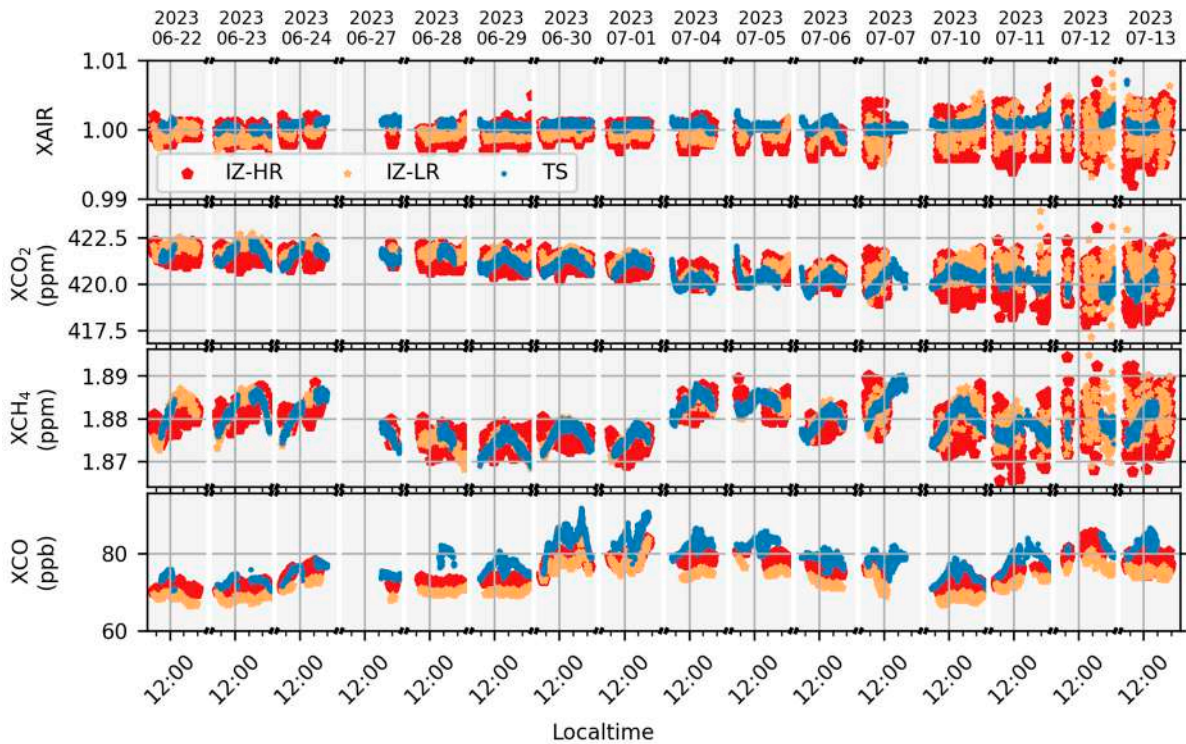 2023 2023 2023 2023 2023 2023 2023 2023 2023 2023 2023 2023 2023 2023 2023 2023
06-22 06-23 06-24 06-27 06-28 06-29 06-30 07-01 07-04 07-05 07-06 07-07 07-10 07-11 07-12 07-13
1.01
XAIR
1.00
IZ-HR IZ-LR TS
0.99
422.5
XCO₂
(ppm)
420.0
417.5
1.89
XCH₄
(ppm)
1.88
1.87
XCO
(ppb)
80
60
12:00 12:00 12:00 12:00 12:00 12:00 12:00 12:00 12:00 12:00 12:00 12:00 12:00 12:00 12:00 12:00
Localtime